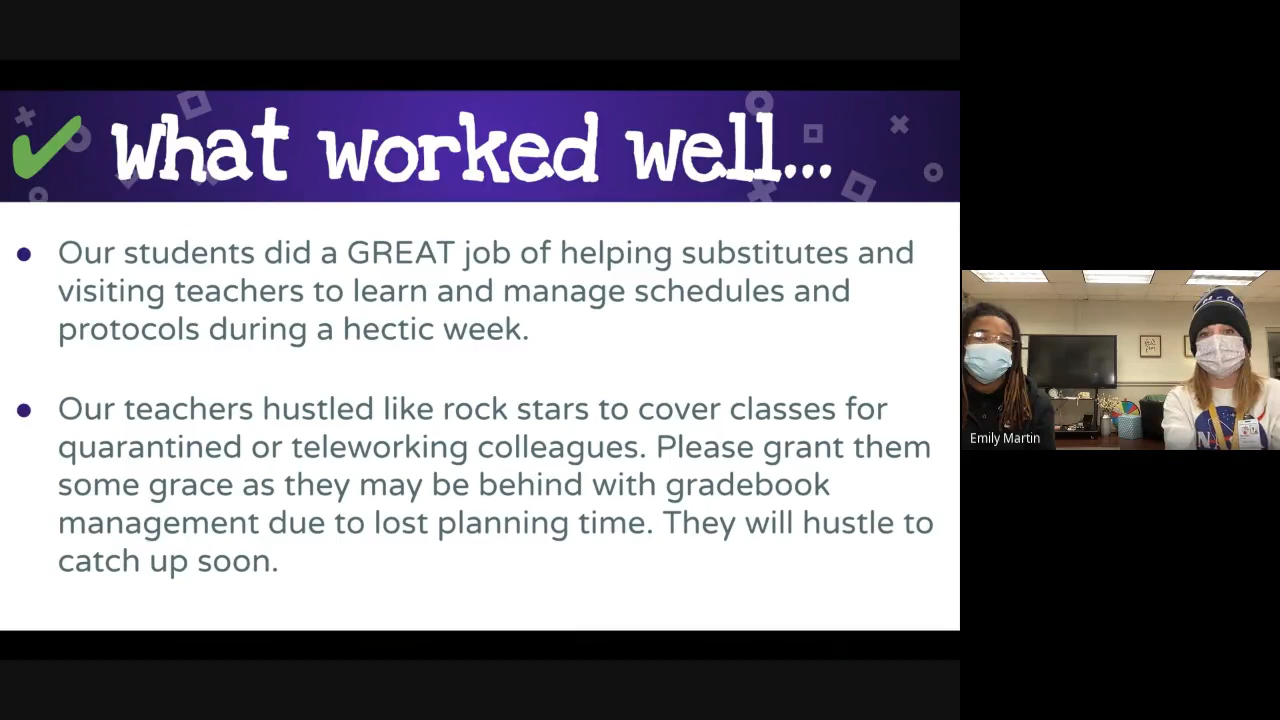 What worked well...
Our students did a GREAT job of helping substitutes and
visiting teachers to learn and manage schedules and
protocols during a hectic week.
Our teachers hustled like rock stars to cover classes for
quarantined or teleworking colleagues. Please grant them
some grace as they may be behind with gradebook
management due to lost planning time. They will hustle to
catch up soon.
Emily Martin